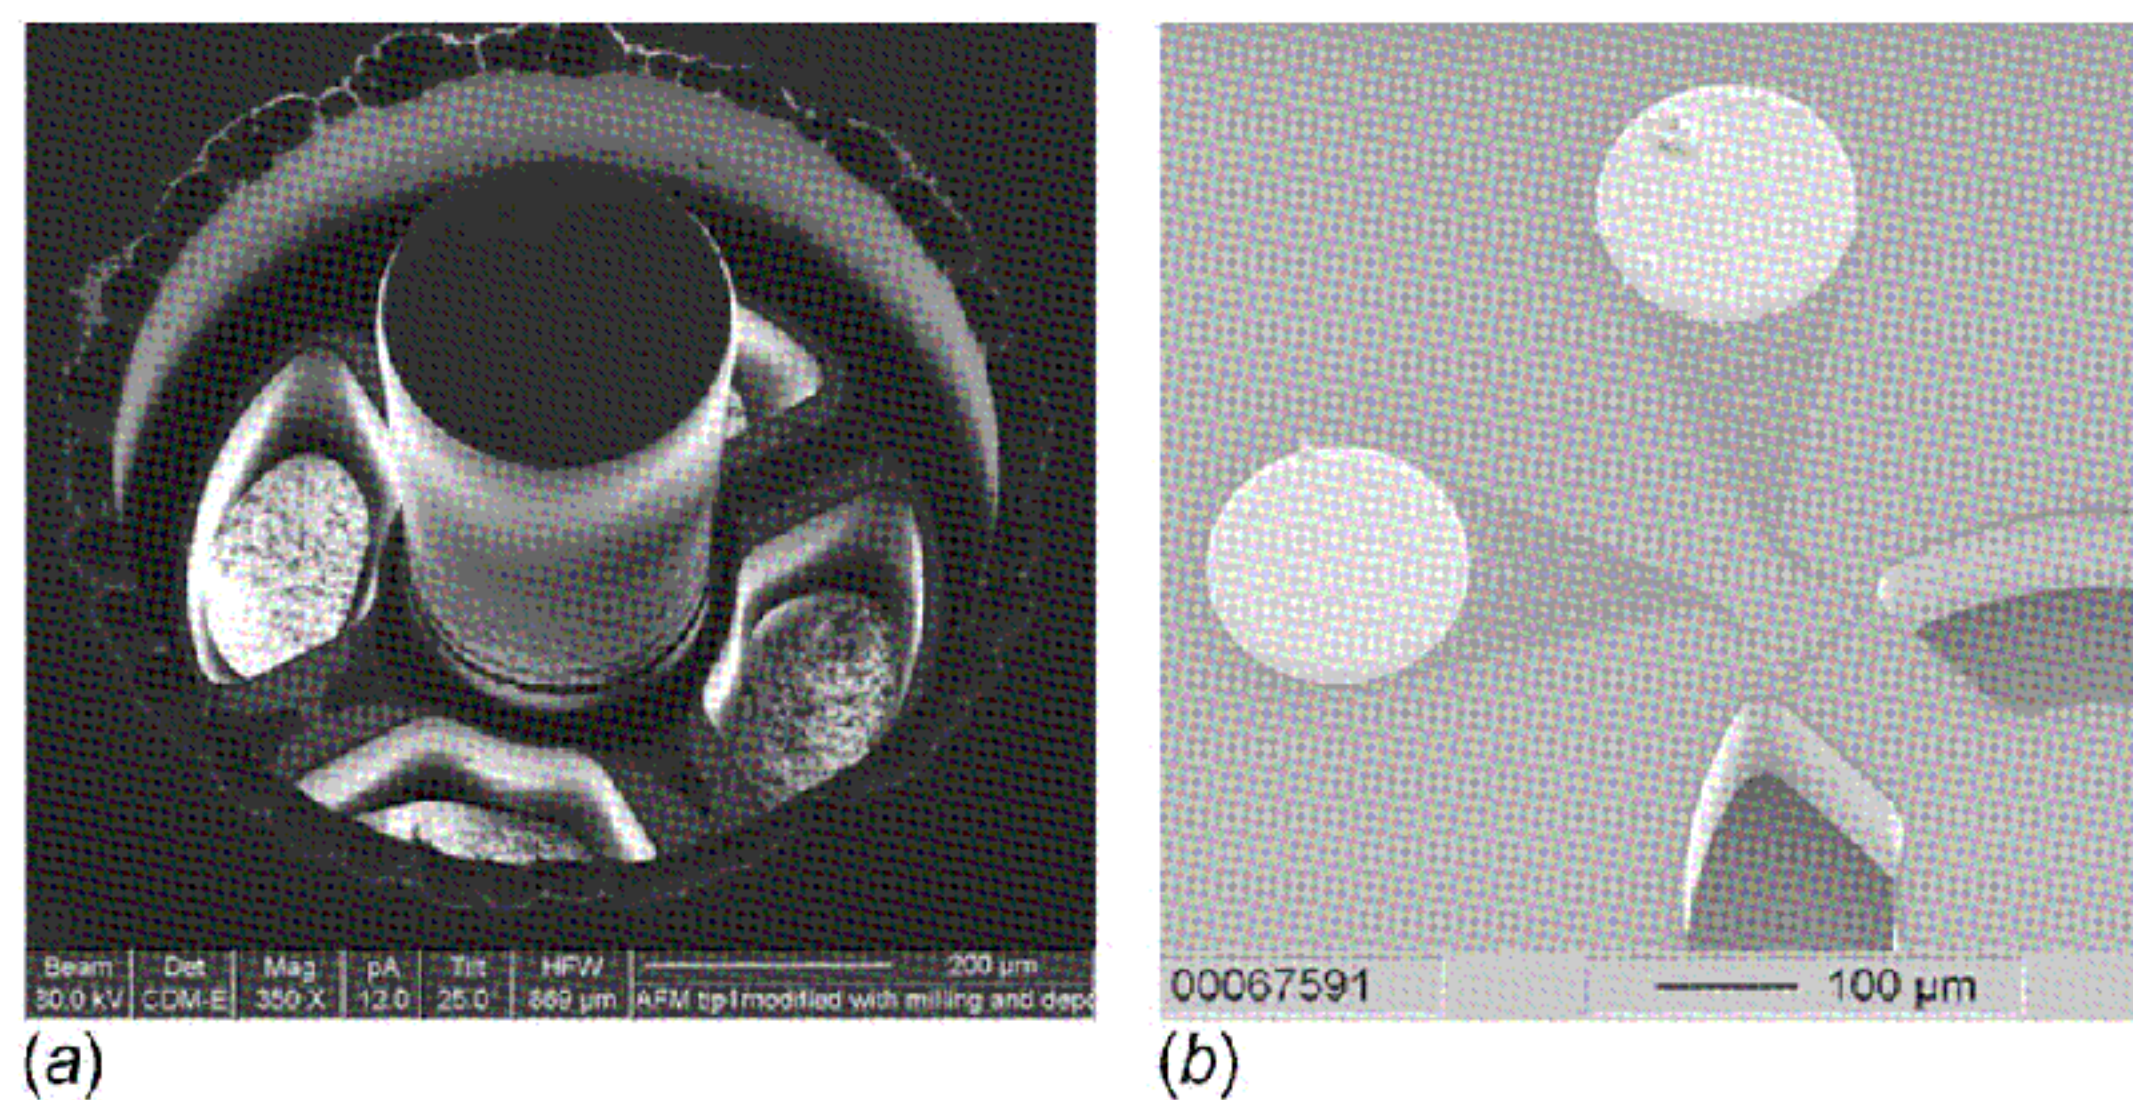 Beam Det Mag pA Tilt HFW 200 μm
30.0 kV CDM-E 350 X 12.0 25.0 869 μm AFM tip1modified with milling and depo
00067591 100 μm
(a) (b)